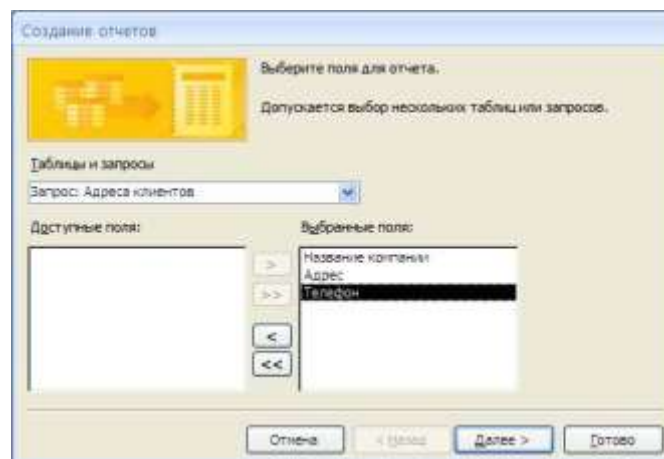 Создание отчетов
Выберите поля для отчета.
Допускается выбор нескольких таблиц или запросов.
Таблицы и запросы
Запрос: Адреса клиентов
Доступные поля:
Выбранные поля:
>
>>
<
<<
Название компании
Адрес
Телефон
Отмена
< Назад
Далее >
Готово